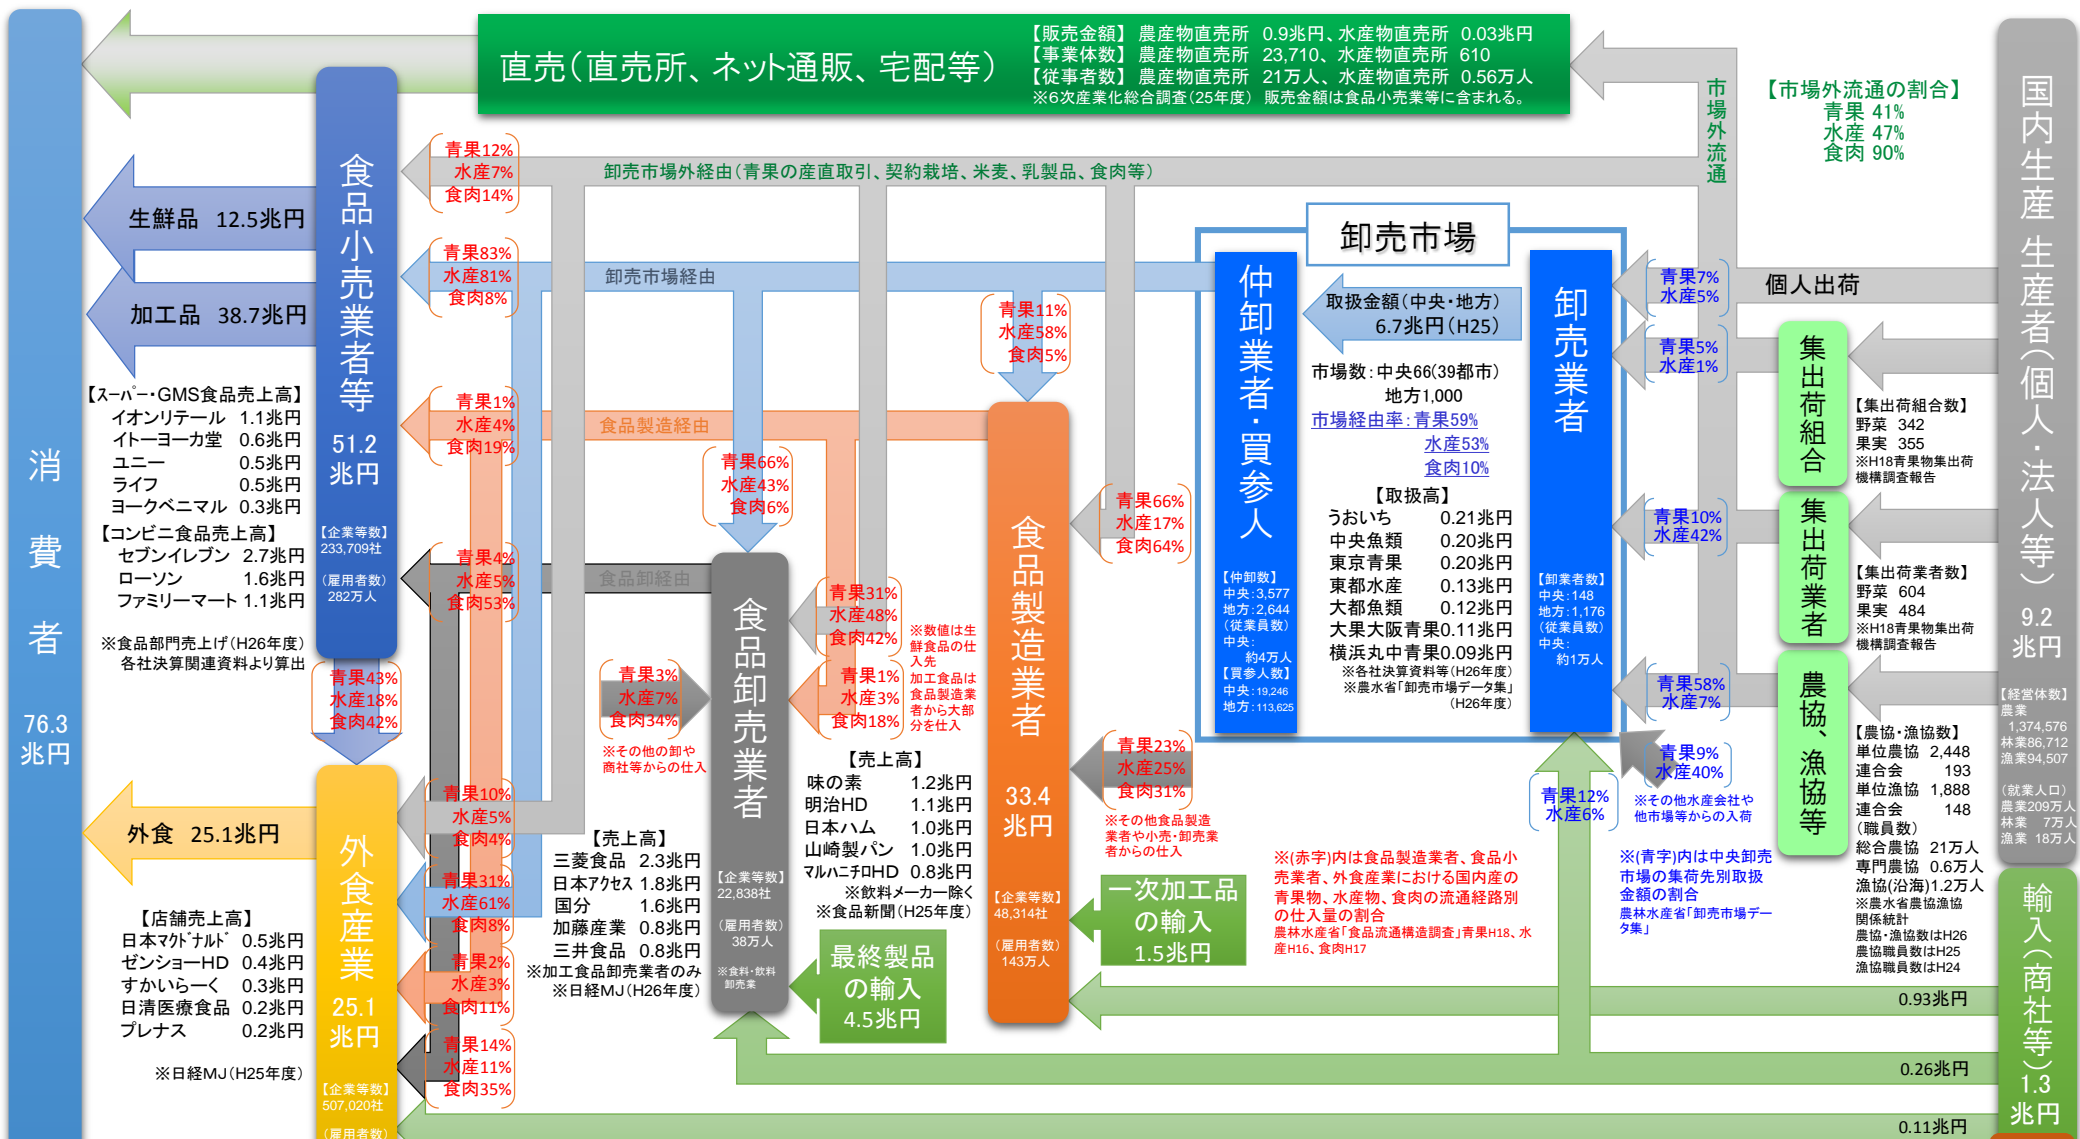 直売（直売所、ネット通販、宅配等）
【販売金額】 農産物直売所 0.9兆円、水産物直売所 0.03兆円
【事業体数】 農産物直売所 23,710、水産物直売所 610
【従事者数】 農産物直売所 21万人、水産物直売所 0.56万人
※6次産業化総合調査（25年度） 販売金額は食品小売業等に含まれる。
市場外流通
【市場外流通の割合】
青果 41%
水産 47%
食肉 90%
消費者
76.3
兆円
生鮮品 12.5兆円
加工品 38.7兆円
【スーパー・GMS食品売上高】
イオンリテール 1.1兆円
イトーヨーカ堂 0.6兆円
ユニー 0.5兆円
ライフ 0.5兆円
ヨークベニマル 0.3兆円
【コンビニ食品売上高】
セブンイレブン 2.7兆円
ローソン 1.6兆円
ファミリーマート 1.1兆円
※食品部門売上げ（H26年度）
各社決算関連資料より算出
外食 25.1兆円
【店舗売上高】
日本マクドナルド 0.5兆円
ゼンショーHD 0.4兆円
すかいらーく 0.3兆円
日清医療食品 0.2兆円
プレナス 0.2兆円
※日経MJ（H25年度）
食品小売業者等
51.2
兆円
【企業等数】
233,709社
（雇用者数）
282万人
青果43%
水産18%
食肉42%
外食産業
25.1
兆円
【企業等数】
507,020社
（雇用者数）
青果12%
水産7%
食肉14%
卸売市場外経由（青果の産直取引、契約栽培、米麦、乳製品、食肉等）
青果83%
水産81%
食肉8%
卸売市場経由
青果1%
水産4%
食肉19%
食品製造経由
青果4%
水産5%
食肉53%
食品卸経由
青果10%
水産5%
食肉4%
青果31%
水産61%
食肉8%
青果2%
水産3%
食肉11%
青果14%
水産11%
食肉35%
青果66%
水産43%
食肉6%
青果3%
水産7%
食肉34%
※その他の卸や
商社等からの仕入
【売上高】
三菱食品 2.3兆円
日本アクセス 1.8兆円
国分 1.6兆円
加藤産業 0.8兆円
三井食品 0.8兆円
※加工食品卸売業者のみ
※日経MJ（H26年度）
食品卸売業者
【企業等数】
22,838社
（雇用者数）
38万人
※食料・飲料
卸売業
青果31%
水産48%
食肉42%
青果1%
水産3%
食肉18%
※数値は生
鮮食品の仕
入先
加工食品は
食品製造業
者から大部
分を仕入
【売上高】
味の素 1.2兆円
明治HD 1.1兆円
日本ハム 1.0兆円
山崎製パン 1.0兆円
マルハニチロHD 0.8兆円
※飲料メーカー除く
※食品新聞（H25年度）
最終製品
の輸入
4.5兆円
青果11%
水産58%
食肉5%
食品製造業者
33.4
兆円
【企業等数】
48,314社
（雇用者数）
143万人
青果66%
水産17%
食肉64%
青果23%
水産25%
食肉31%
※その他食品製造
業者や小売・卸売業
者からの仕入
一次加工品
の輸入
1.5兆円
卸売市場
仲卸業者・買参人
【仲卸数】
中央：3,577
地方：2,644
（従業員数）
中央：
約4万人
【買参人数】
中央：19,246
地方：113,625
取扱金額（中央・地方）
6.7兆円（H25）
市場数：中央66(39都市)
地方1,000
市場経由率：青果59%
水産53%
食肉10%
【取扱高】
うおいち 0.21兆円
中央魚類 0.20兆円
東京青果 0.20兆円
東都水産 0.13兆円
大都魚類 0.12兆円
大果大阪青果0.11兆円
横浜丸中青果0.09兆円
※各社決算資料等（H26年度）
※農水省「卸売市場データ集」
（H26年度）
卸売業者
【卸業者数】
中央：148
地方：1,176
（従業員数）
中央：
約1万人
青果7%
水産5%
個人出荷
青果5%
水産1%
青果10%
水産42%
青果58%
水産7%
青果9%
水産40%
※その他水産会社や
他市場等からの入荷
青果12%
水産6%
※(赤字)内は食品製造業者、食品小
売業者、外食産業における国内産の
青果物、水産物、食肉の流通経路別
の仕入量の割合
農林水産省「食品流通構造調査」青果H18、水
産H16、食肉H17
※(青字)内は中央卸売
市場の集荷先別取扱
金額の割合
農林水産省「卸売市場デー
タ集」
集出荷組合
【集出荷組合数】
野菜 342
果実 355
※H18青果物集出荷
機構調査報告
集出荷業者
【集出荷業者数】
野菜 604
果実 484
※H18青果物集出荷
機構調査報告
農協、漁協等
【農協・漁協数】
単位農協 2,448
連合会 193
単位漁協 1,888
連合会 148
（職員数）
総合農協 21万人
専門農協 0.6万人
漁協(沿海)1.2万人
※農水省農協漁協
関係統計
農協・漁協数はH26
農協職員数はH25
漁協職員数はH24
国内生産 生産者（個人・法人等）
9.2
兆円
【経営体数】
農業
1,374,576
林業86,712
漁業94,507
（就業人口）
農業209万人
林業 7万人
漁業 18万人
輸入（商社等）
1.3
兆円
0.93兆円
0.26兆円
0.11兆円